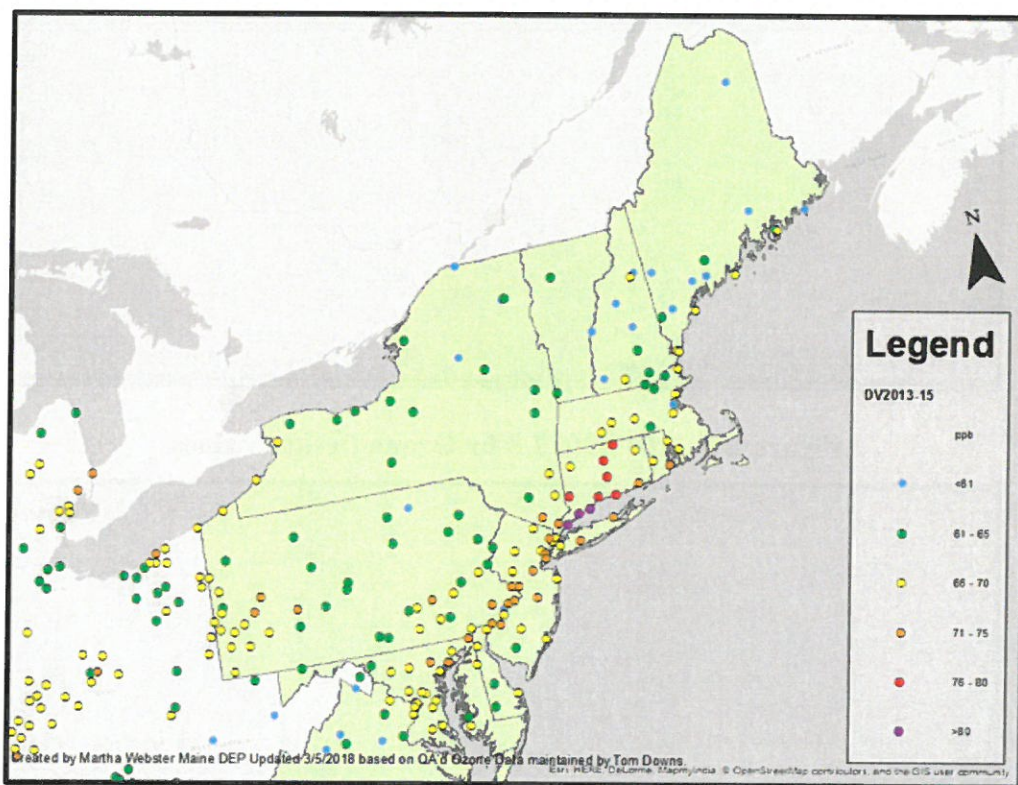 N
Legend
DV2013-15
ppb
<61
61 - 65
66 - 70
71 - 75
76 - 80
>80
Created by Martha Webster Maine DEP Updated 3/5/2018 based on QA'd Ozone Data maintained by Tom Downs.
Esri, HERE, DeLorme, MapmyIndia, © OpenStreetMap contributors, and the GIS user community